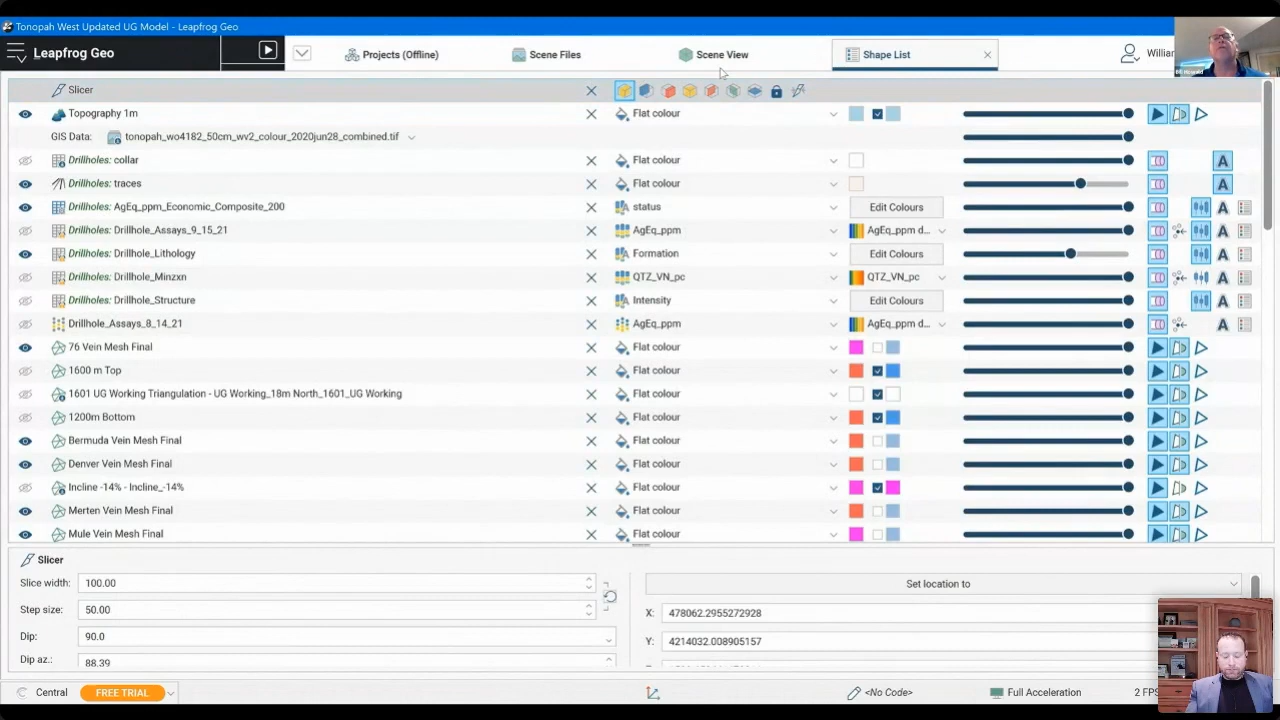 Tonopah West Updated UG Model - Leapfrog Geo
Leapfrog Geo
Projects (Offline)
Scene Files
Scene View
Shape List
Slicer
Topography 1m Flat colour
GIS Data: tonopah_wo4182_50cm_wv2_colour_2020jun28_combined.tif
Drillholes: collar Flat colour A
Drillholes: traces Flat colour A
Drillholes: AgEq_ppm_Economic_Composite_200 status Edit Colours A
Drillholes: Drillhole_Assays_9_15_21 AgEq_ppm AgEq_ppm d... A
Drillholes: Drillhole_Lithology Formation Edit Colours A
Drillholes: Drillhole_Minzxn QTZ_VN_pc QTZ_VN_pc A
Drillholes: Drillhole_Structure Intensity Edit Colours A
Drillhole_Assays_8_14_21 AgEq_ppm AgEq_ppm d... A
76 Vein Mesh Final Flat colour
1600 m Top Flat colour
1601 UG Working Triangulation - UG Working_18m North_1601_UG Working Flat colour
1200m Bottom Flat colour
Bermuda Vein Mesh Final Flat colour
Denver Vein Mesh Final Flat colour
Incline -14% - Incline_-14% Flat colour
Merten Vein Mesh Final Flat colour
Mule Vein Mesh Final Flat colour
Slicer
Slice width: 100.00
Step size: 50.00
Dip: 90.0
Dip az.: 88.39
Set location to
X: 478062.2955272928
Y: 4214032.008905157
Central FREE TRIAL
<No Code>
Full Acceleration
2 FPS